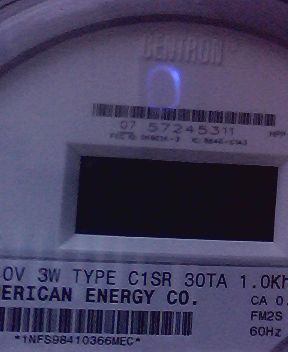 CENTRON
07 57245311
0V 3W TYPE C1SR 30TA 1.0Kh
ERICAN ENERGY CO.
CA 0.
FM2S
60Hz
*1NFS98410366MEC*